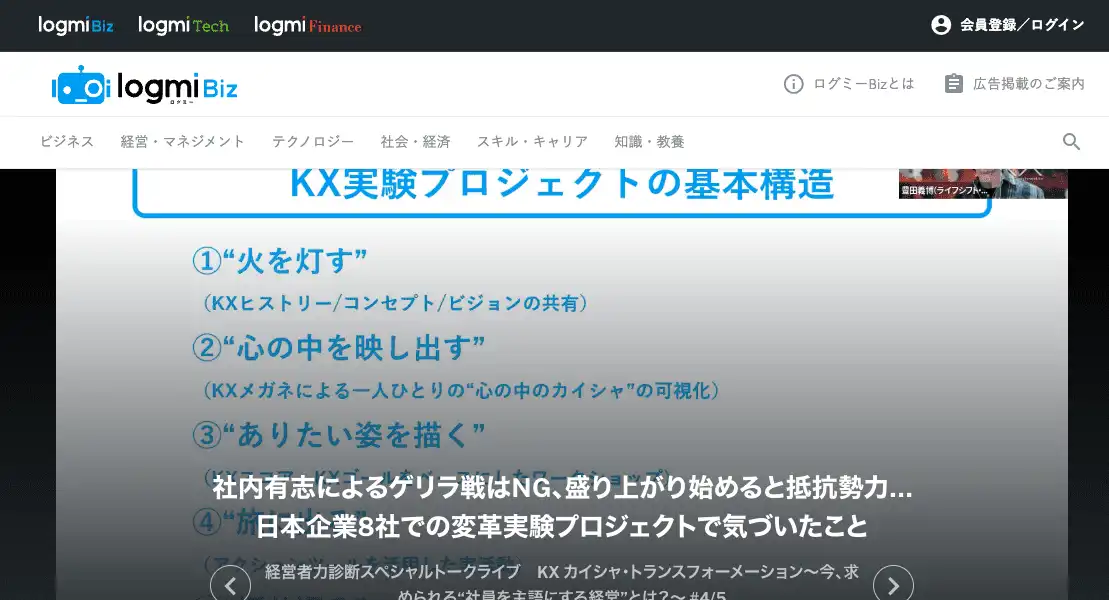 logmi Biz logmi Tech logmi Finance 会員登録／ログイン
logmi Biz ログミー ログミーBizとは 広告掲載のご案内
ビジネス 経営・マネジメント テクノロジー 社会・経済 スキル・キャリア 知識・教養
KX実験プロジェクトの基本構造
豊田義博(ライフシフト・...
①“火を灯す”
（KXヒストリー/コンセプト/ビジョンの共有）
②“心の中を映し出す”
（KXメガネによる一人ひとりの“心の中のカイシャ”の可視化）
③“ありたい姿を描く”
社内有志によるゲリラ戦はNG、盛り上がり始めると抵抗勢力…
④“旅に出る”
日本企業8社での変革実験プロジェクトで気づいたこと
経営者力診断スペシャルトークライブ KX カイシャ・トランスフォーメーション〜今、求
められる“社員を主語にする経営”とは？〜 #4/5